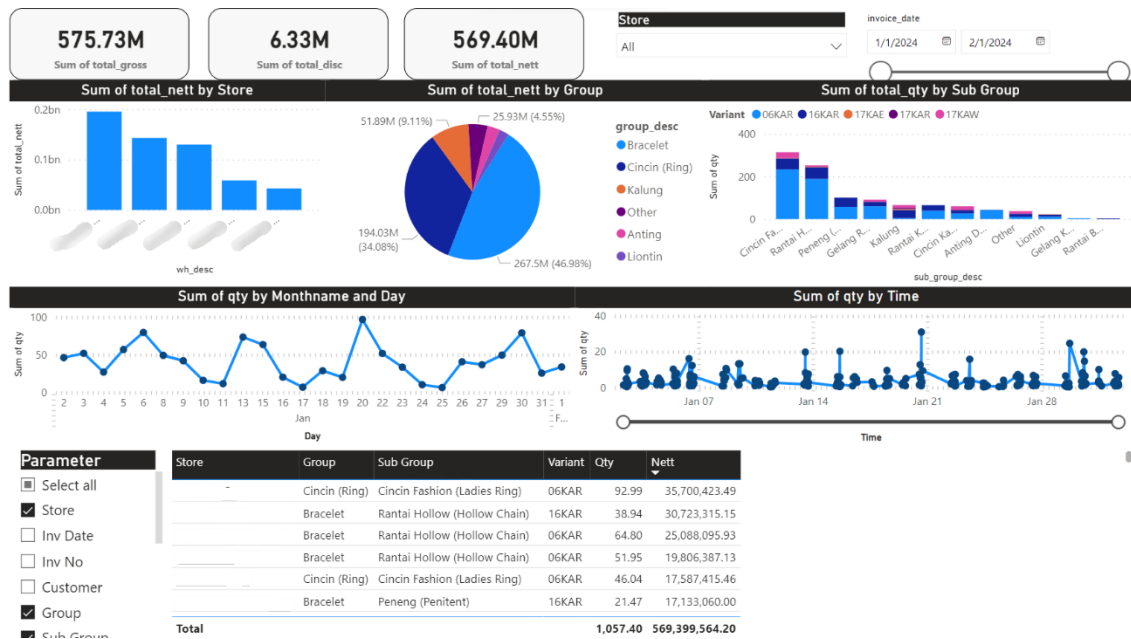 575.73M
Sum of total_gross
6.33M
Sum of total_disc
569.40M
Sum of total_nett
Store
All
invoice_date
1/1/2024
2/1/2024
Sum of total_nett by Store
Sum of total_nett
0.2bn
0.1bn
0.0bn
wh_desc
Sum of total_nett by Group
51.89M (9.11%)
25.93M (4.55%)
194.03M
(34.08%)
267.5M (46.98%)
group_desc
Bracelet
Cincin (Ring)
Kalung
Other
Anting
Liontin
Sum of total_qty by Sub Group
Variant 06KAR 16KAR 17KAE 17KAR 17KAW
Sum of qty
400
200
0
Cincin Fa...
Rantai H...
Peneng (...
Gelang R...
Kalung
Rantai K...
Cincin Ka...
Anting D...
Other
Liontin
Gelang K...
Rantai B...
sub_group_desc
Sum of qty by Monthname and Day
Sum of qty
100
50
0
2 3 4 5 6 8 9 10 11 13 15 16 17 18 19 20 22 23 24 25 26 27 29 30 31 1
Jan
F...
Day
Sum of qty by Time
Sum of qty
40
20
0
Jan 07 Jan 14 Jan 21 Jan 28
Time
Parameter
Select all
Store
Inv Date
Inv No
Customer
Group
Sub Group
Store Group Sub Group Variant Qty Nett
Cincin (Ring) Cincin Fashion (Ladies Ring) 06KAR 92.99 35,700,423.49
Bracelet Rantai Hollow (Hollow Chain) 16KAR 38.94 30,723,315.15
Bracelet Rantai Hollow (Hollow Chain) 06KAR 64.80 25,088,095.93
Bracelet Rantai Hollow (Hollow Chain) 06KAR 51.95 19,806,387.13
Cincin (Ring) Cincin Fashion (Ladies Ring) 06KAR 46.04 17,587,415.46
Bracelet Peneng (Penitent) 16KAR 21.47 17,133,060.00
Total 1,057.40 569,399,564.20